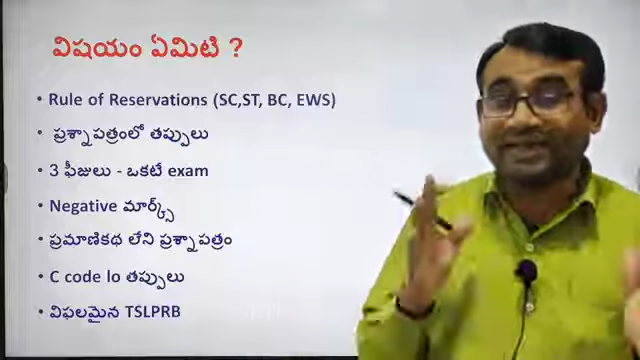 విషయం ఏమిటి ?
• Rule of Reservations (SC,ST, BC, EWS)
• ప్రశ్నాపత్రంలో తప్పులు
• 3 ఫీజులు - ఒకటే exam
• Negative మార్క్స్
• ప్రమాణికథ లేని ప్రశ్నాపత్రం
• C code lo తప్పులు
• విఫలమైన TSLPRB